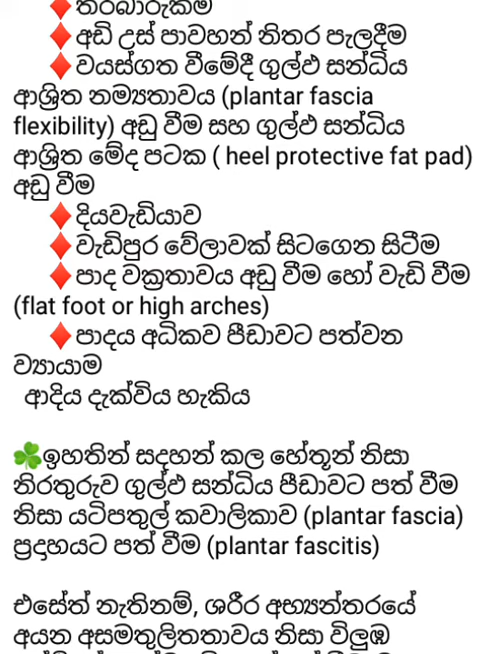 ♦තරබාරුකම
♦අඩි උස් පාවහන් නිතර පැලදීම
♦වයස්ගත වීමේදී ගුල්ඵ සන්ධිය
ආශ්‍රිත නම්‍යතාවය (plantar fascia
flexibility) අඩු වීම සහ ගුල්ඵ සන්ධිය
ආශ්‍රිත මේද පටක ( heel protective fat pad)
අඩු වීම
♦දියවැඩියාව
♦වැඩිපුර වේලාවක් සිටගෙන සිටීම
♦පාද වක්‍රතාවය අඩු වීම හෝ වැඩි වීම
(flat foot or high arches)
♦පාදය අධිකව පීඩාවට පත්වන
ව්‍යායාම
ආදිය දැක්විය හැකිය
☘ඉහතින් සදහන් කල හේතූන් නිසා
නිරතුරුව ගුල්ඵ සන්ධිය පීඩාවට පත් වීම
නිසා යටිපතුල් කවාලිකාව (plantar fascia)
ප්‍රදාහයට පත් වීම (plantar fascitis)
එසේත් නැතිනම්, ශරීර අභ්‍යන්තරයේ
අයන අසමතුලිතතාවය නිසා විලුඹ